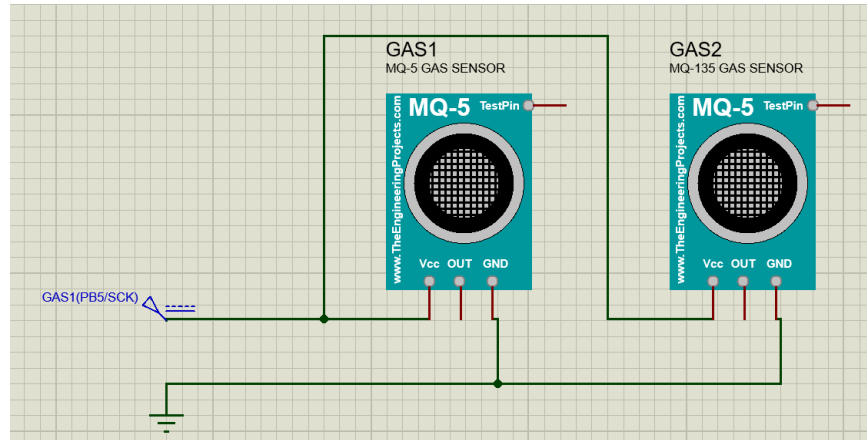 GAS1
MQ-5 GAS SENSOR
MQ-5 TestPin
www.TheEngineeringProjects.com
Vcc OUT GND
GAS2
MQ-135 GAS SENSOR
MQ-5 TestPin
www.TheEngineeringProjects.com
Vcc OUT GND
GAS1(PB5/SCK)